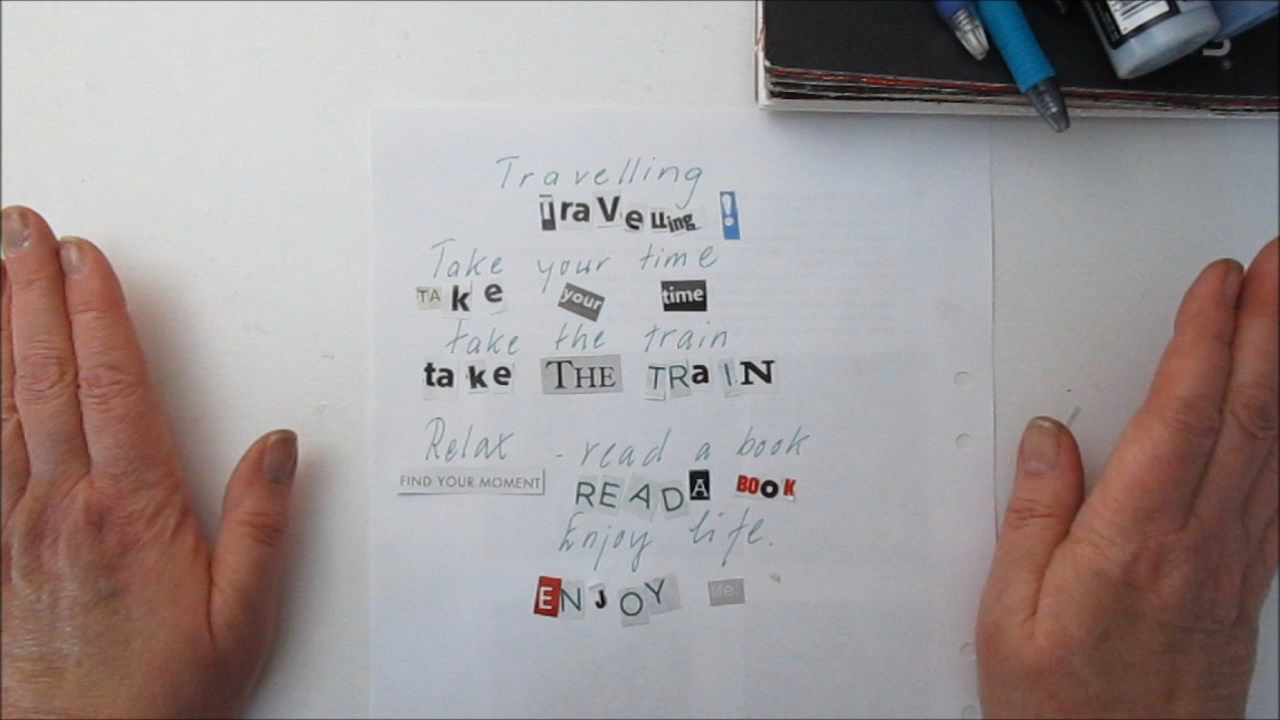 Travelling
TraVeLLing!
Take your time
TAke your time
take the train
take THE TRaIN
Relax - read a book
FIND YOUR MOMENT READ A BOoK
Enjoy life.
ENJOY life.